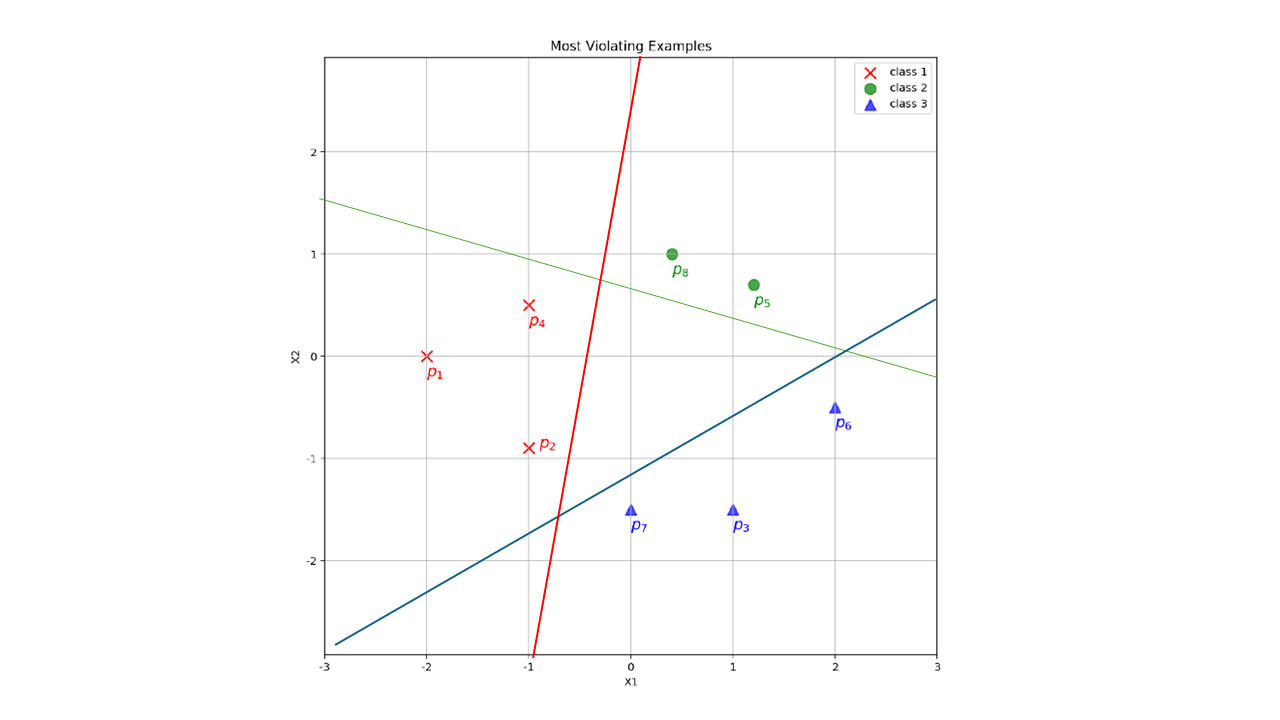 Most Violating Examples
class 1
class 2
class 3
2
1
0
-1
-2
X2
p8
p5
p4
p1
p2
p6
p7
p3
-3
-2
-1
0
1
2
3
X1